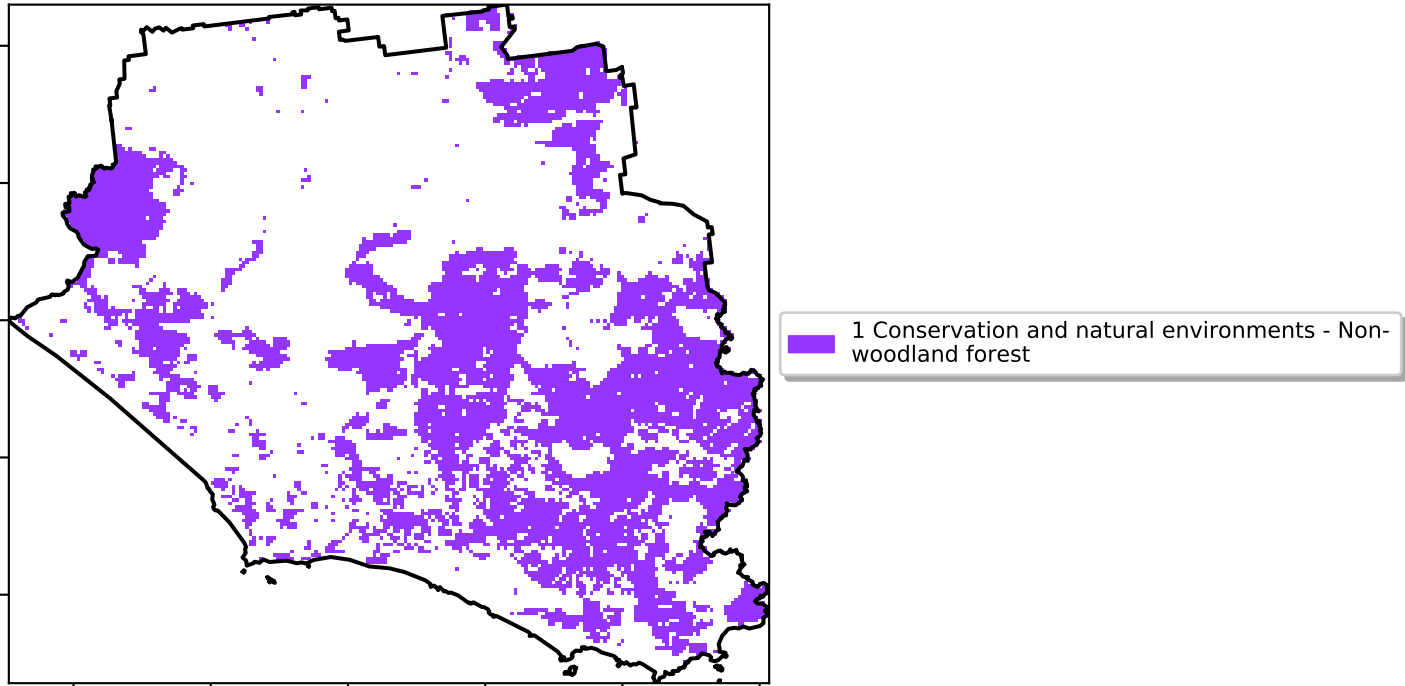 1 Conservation and natural environments - Non-
woodland forest